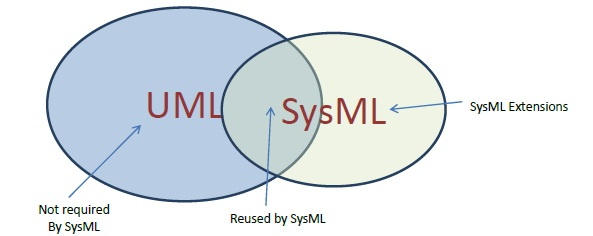 UML
SysML
SysML Extensions
Not required
By SysML
Reused by SysML